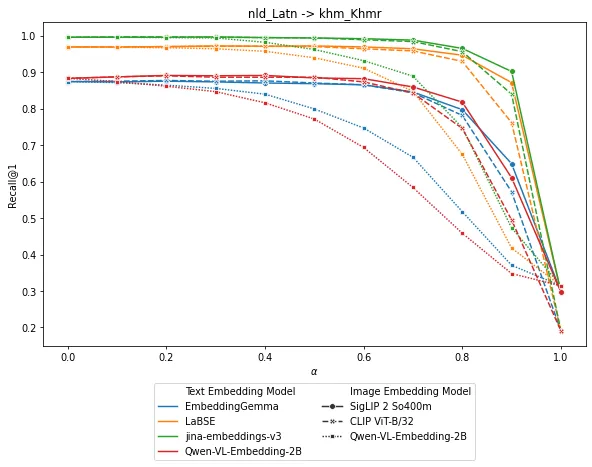 nld_Latn -> khm_Khmr
Recall@1
1.0
0.9
0.8
0.7
0.6
0.5
0.4
0.3
0.2
0.0 0.2 0.4 0.6 0.8 1.0
α
Text Embedding Model Image Embedding Model
EmbeddingGemma SigLIP 2 So400m
LaBSE CLIP ViT-B/32
jina-embeddings-v3 Qwen-VL-Embedding-2B
Qwen-VL-Embedding-2B